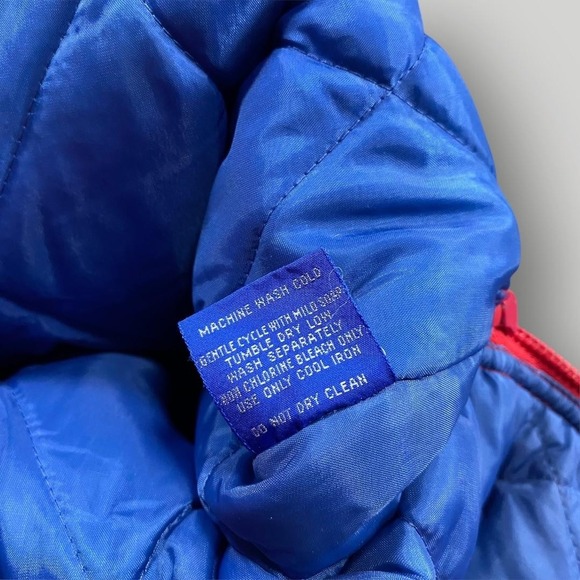 MACHINE WASH COLD
GENTLE CYCLE WITH MILD SOAP
TUMBLE DRY LOW
WASH SEPARATELY
NON CHLORINE BLEACH ONLY
USE ONLY COOL IRON
DO NOT DRY CLEAN